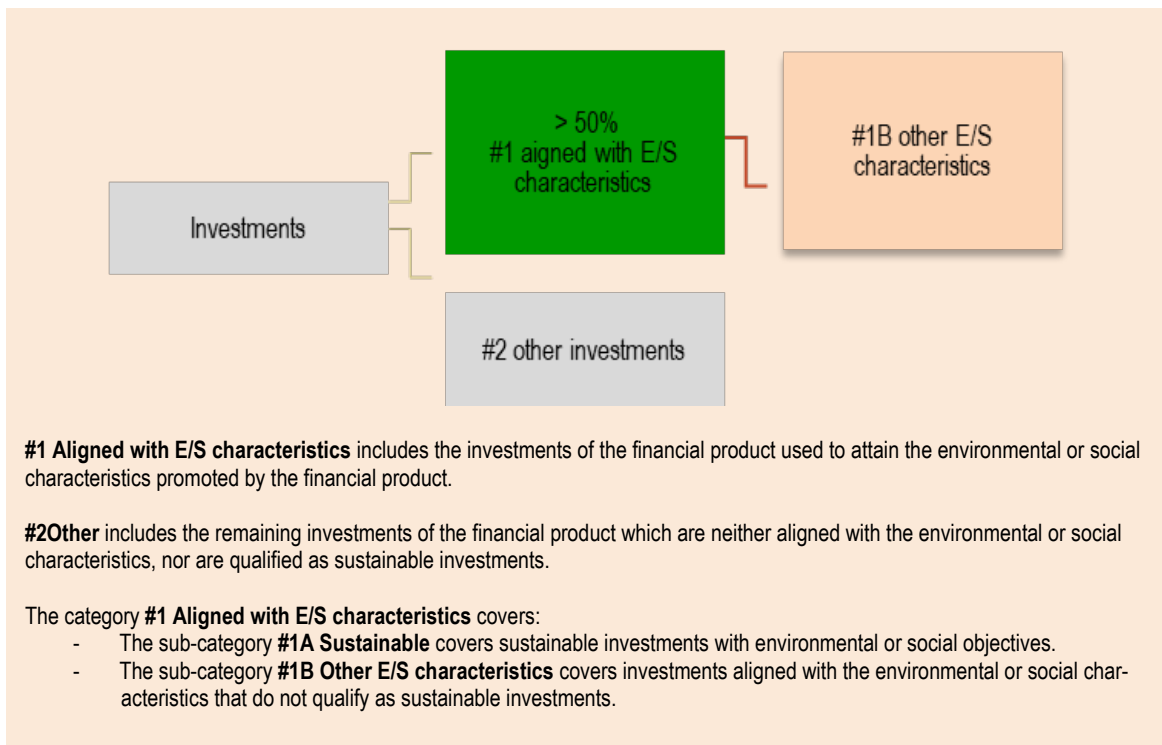 > 50%
#1 aigned with E/S
characteristics
#1B other E/S
characteristics
Investments
#2 other investments
#1 Aligned with E/S characteristics includes the investments of the financial product used to attain the environmental or social
characteristics promoted by the financial product.
#2Other includes the remaining investments of the financial product which are neither aligned with the environmental or social
characteristics, nor are qualified as sustainable investments.
The category #1 Aligned with E/S characteristics covers:
- The sub-category #1A Sustainable covers sustainable investments with environmental or social objectives.
- The sub-category #1B Other E/S characteristics covers investments aligned with the environmental or social char-
acteristics that do not qualify as sustainable investments.